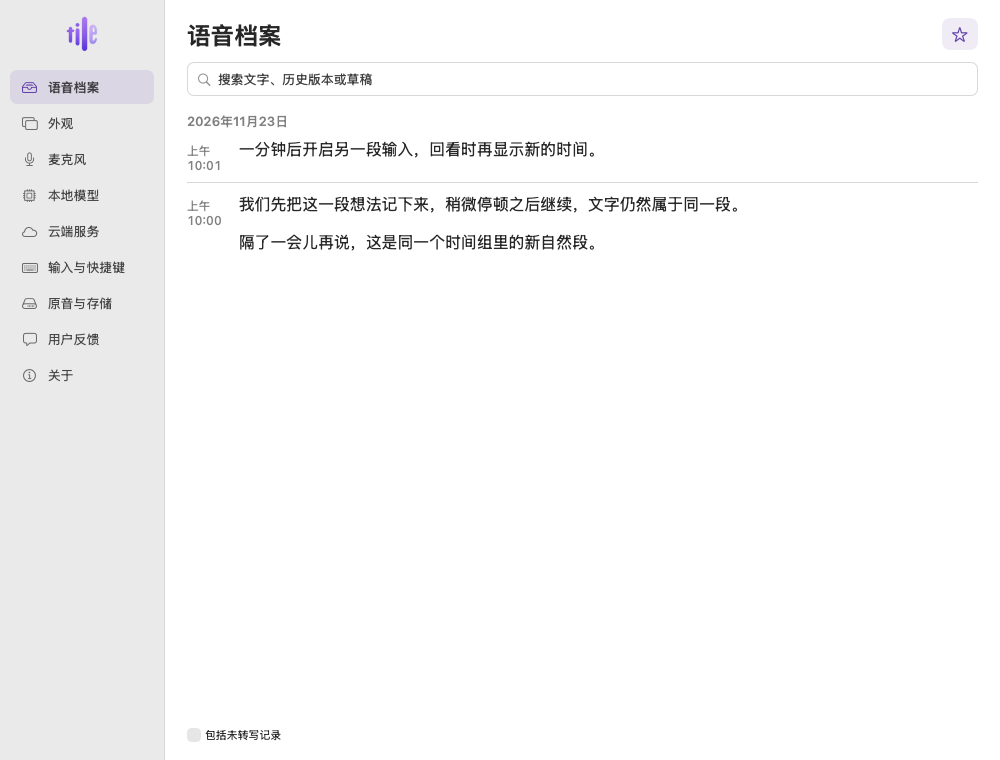 tile
语音档案
外观
麦克风
本地模型
云端服务
输入与快捷键
原音与存储
用户反馈
关于
语音档案
搜索文字、历史版本或草稿
2026年11月23日
上午
10:01
一分钟后开启另一段输入，回看时再显示新的时间。
上午
10:00
我们先把这一段想法记下来，稍微停顿之后继续，文字仍然属于同一段。
隔了一会儿再说，这是同一个时间组里的新自然段。
包括未转写记录